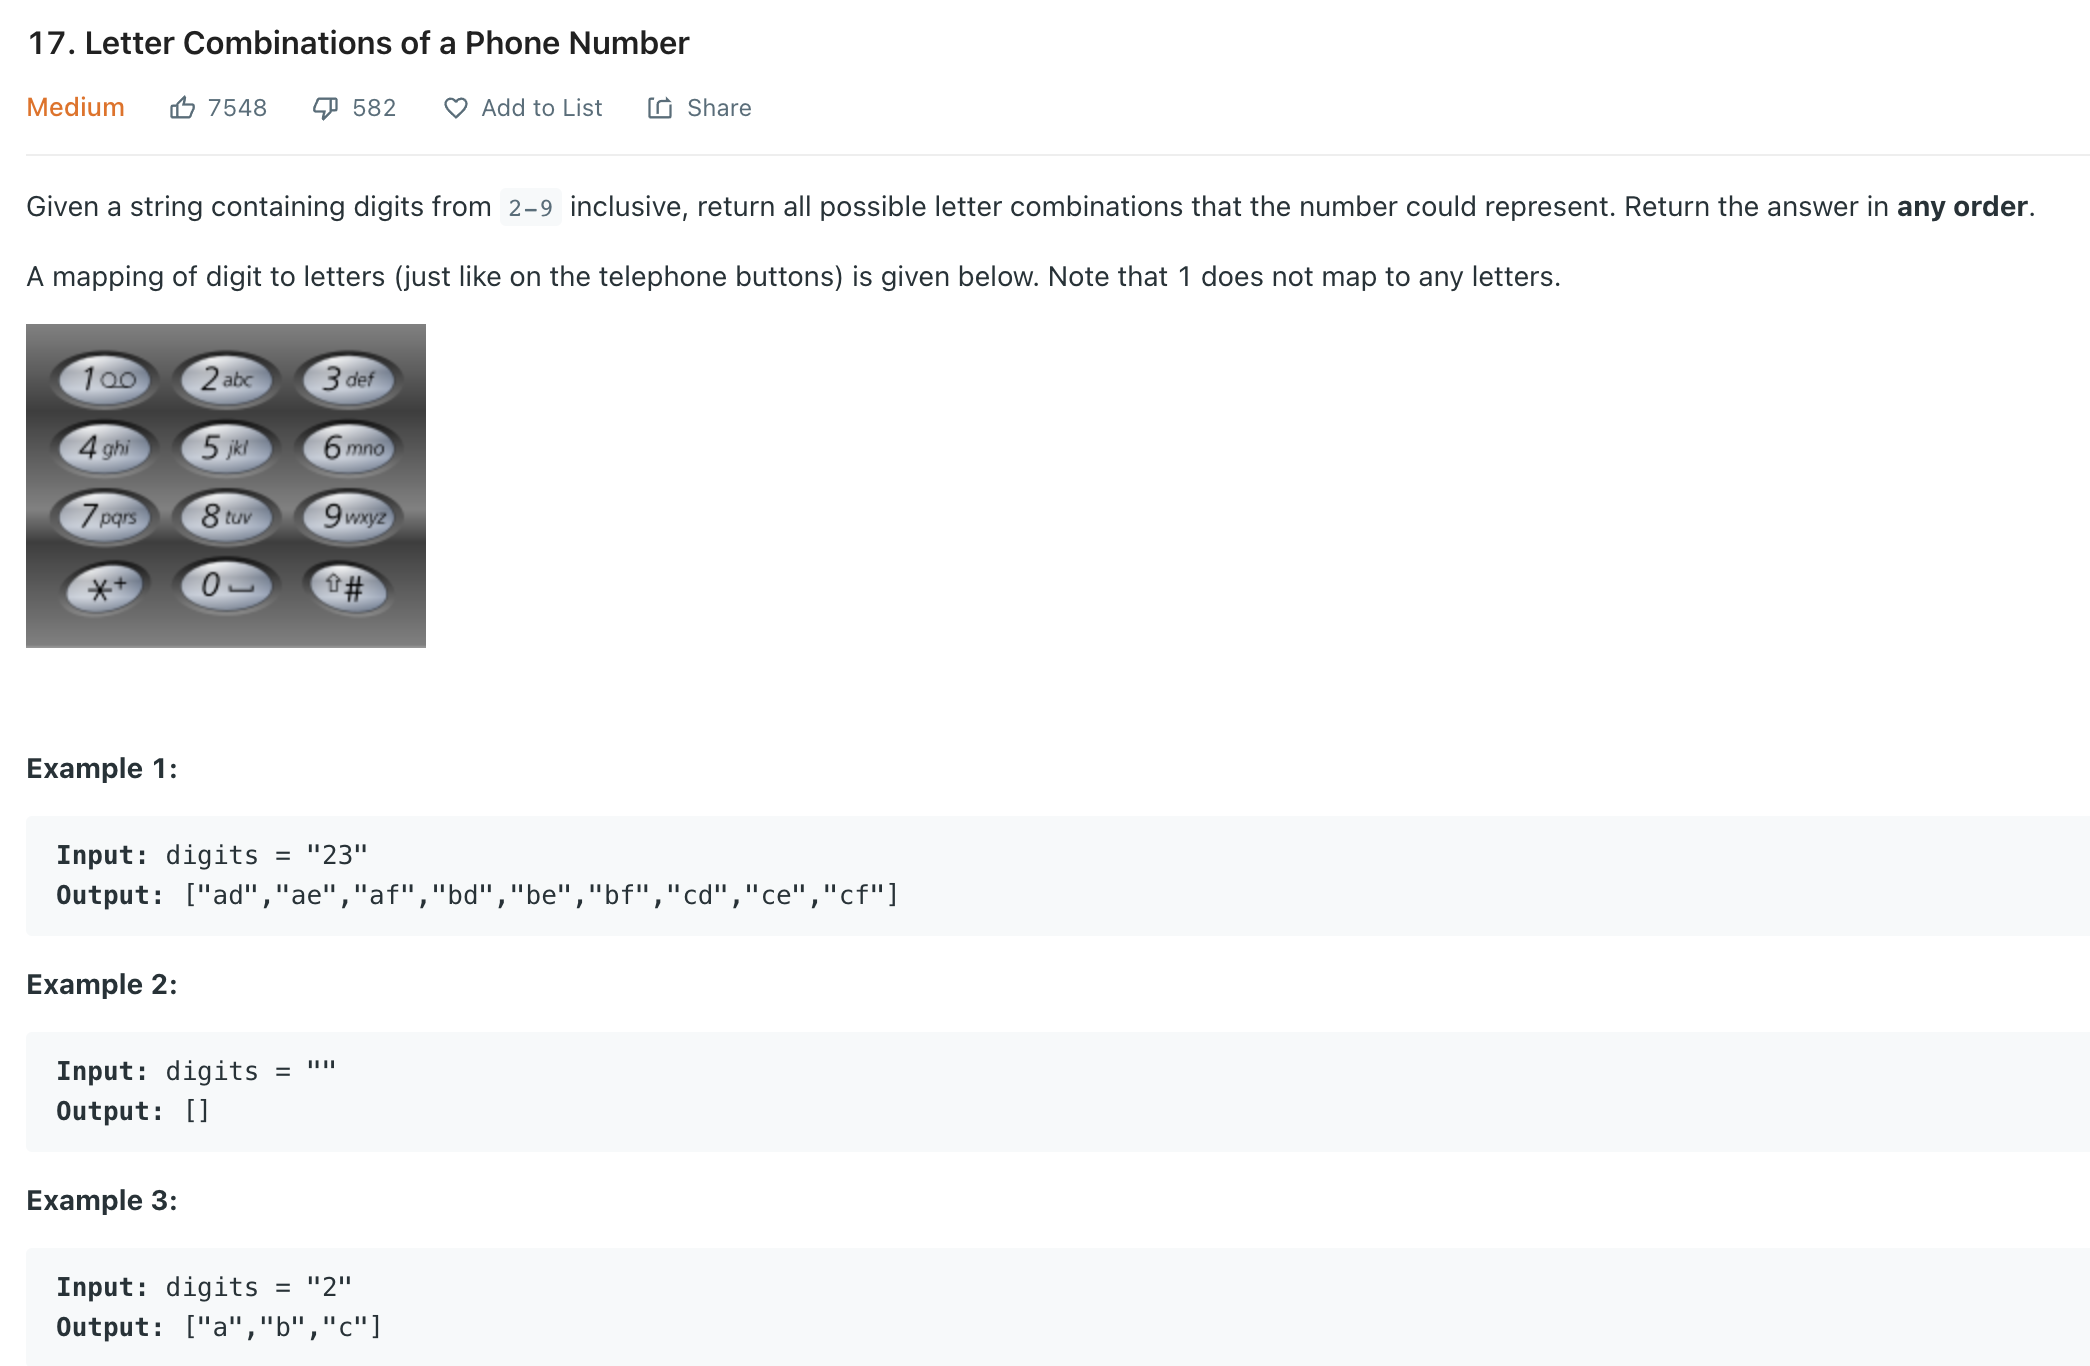 17. Letter Combinations of a Phone Number
Medium 7548 582 Add to List Share
Given a string containing digits from 2-9 inclusive, return all possible letter combinations that the number could represent. Return the answer in any order.
A mapping of digit to letters (just like on the telephone buttons) is given below. Note that 1 does not map to any letters.
1 2 abc 3 def
4 ghi 5 jkl 6 mno
7 pqrs 8 tuv 9 wxyz
*+ 0 #
Example 1:
Input: digits = "23"
Output: ["ad","ae","af","bd","be","bf","cd","ce","cf"]
Example 2:
Input: digits = ""
Output: []
Example 3:
Input: digits = "2"
Output: ["a","b","c"]